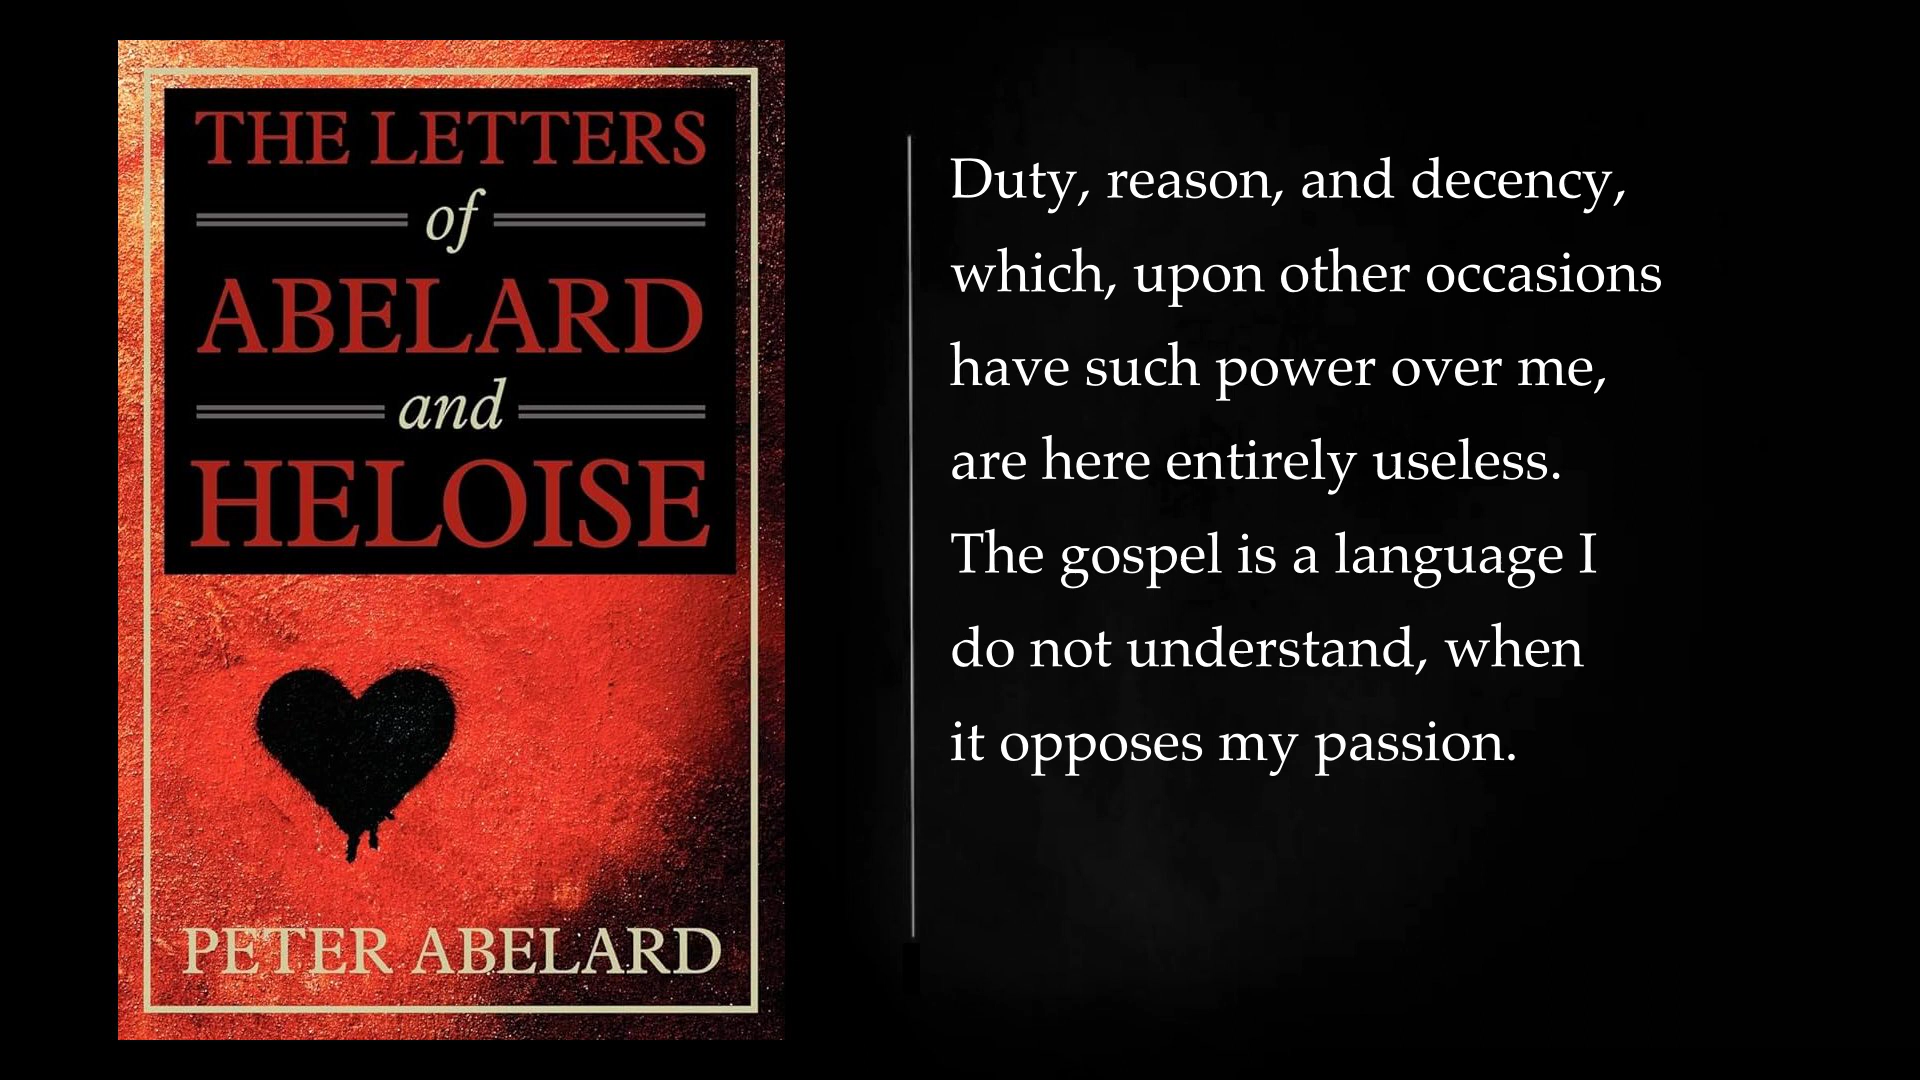 THE LETTERS
of
ABELARD
and
HELOISE
PETER ABELARD
Duty, reason, and decency,
which, upon other occasions
have such power over me,
are here entirely useless.
The gospel is a language I
do not understand, when
it opposes my passion.